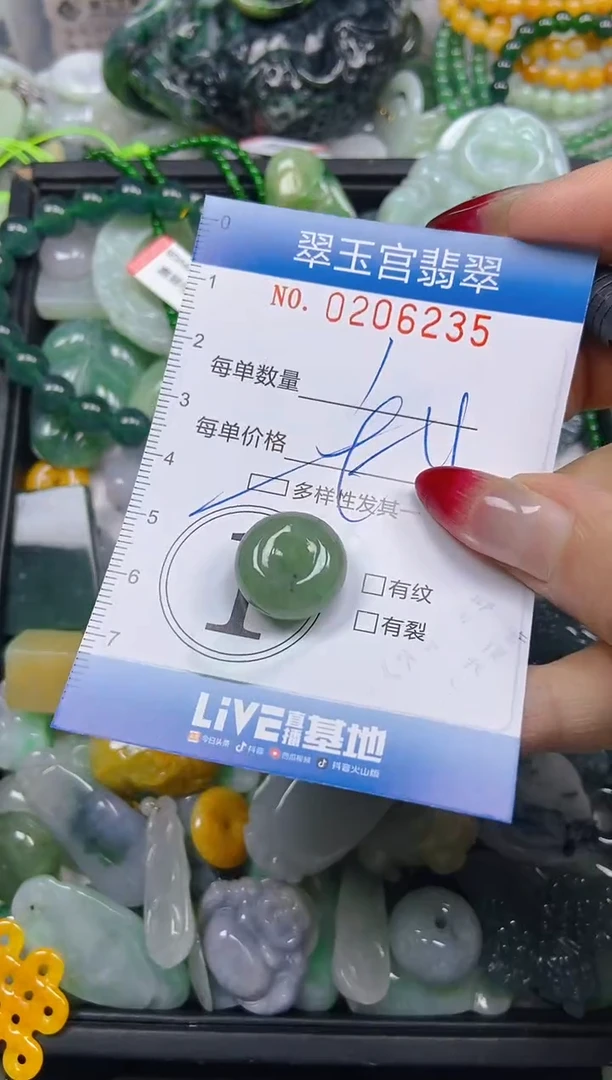 翠玉宫翡翠
NO. 0206235
每单数量
每单价格
多样性发其一
有纹
有裂
1
LiVE直播基地
今日头条 抖音 西瓜视频 抖音火山版
0
1
2
3
4
5
6
7